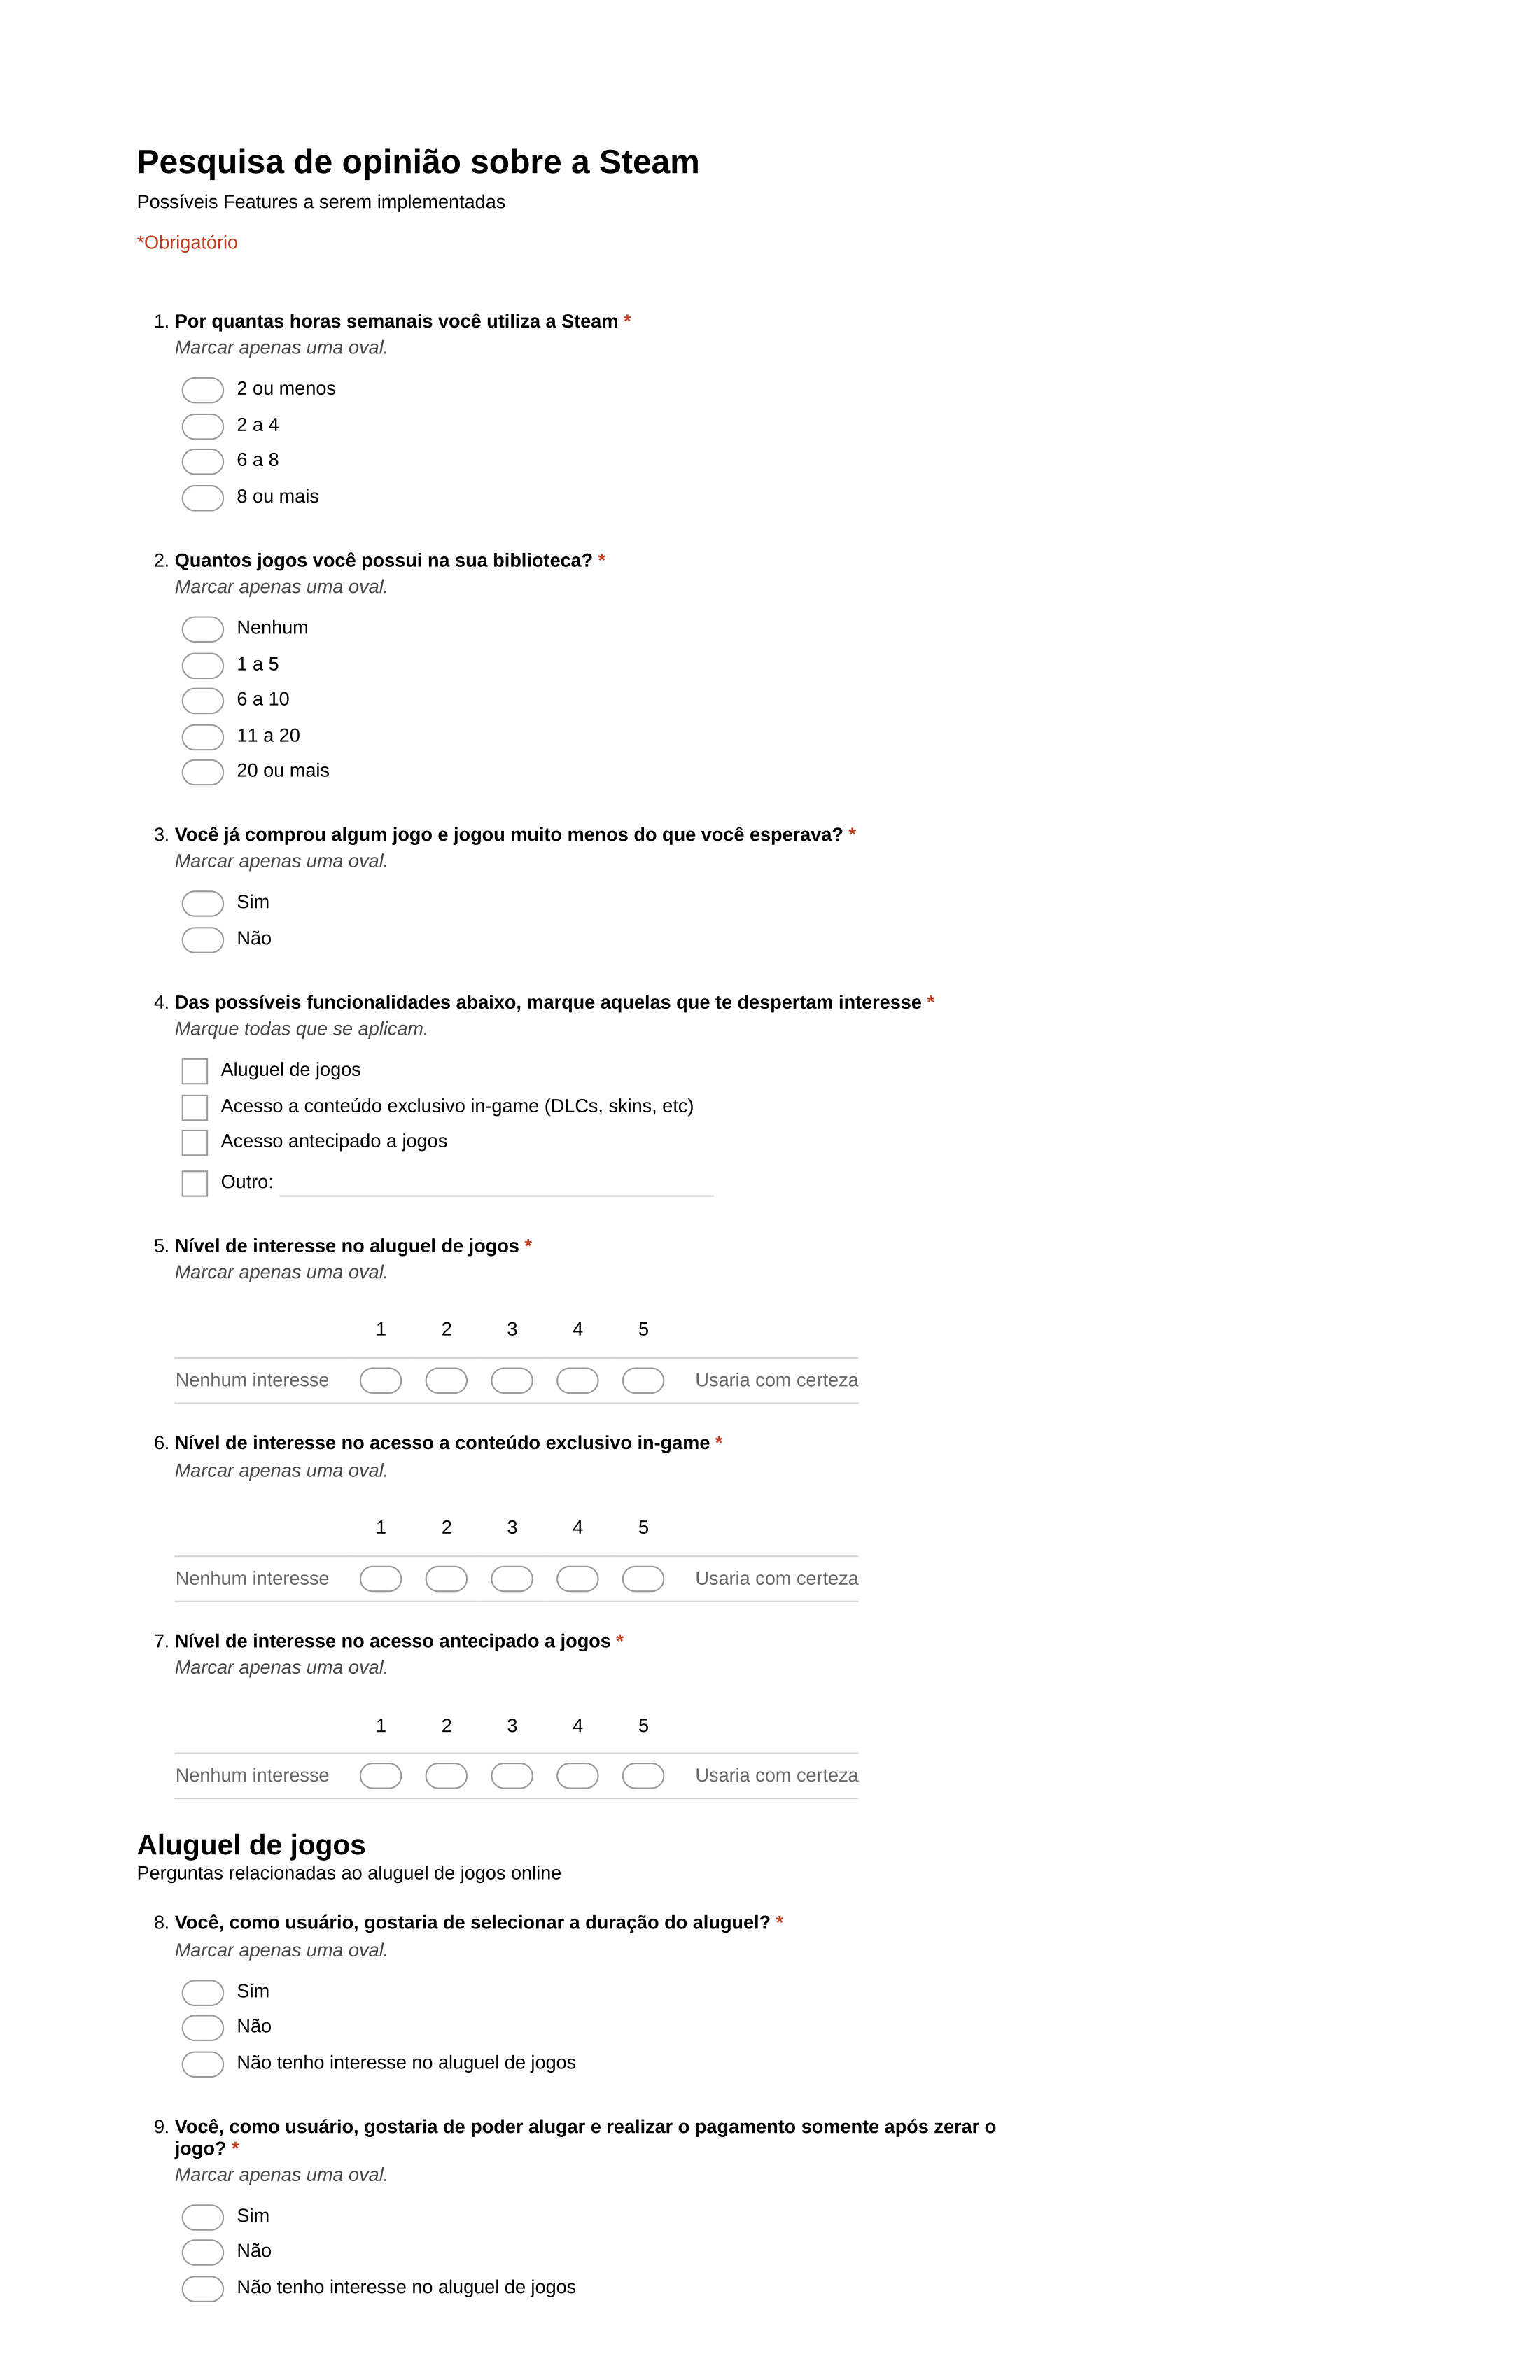 Pesquisa de opinião sobre a Steam
Possíveis Features a serem implementadas
*Obrigatório
1. Por quantas horas semanais você utiliza a Steam *
Marcar apenas uma oval.
2 ou menos
2 a 4
6 a 8
8 ou mais
2. Quantos jogos você possui na sua biblioteca? *
Marcar apenas uma oval.
Nenhum
1 a 5
6 a 10
11 a 20
20 ou mais
3. Você já comprou algum jogo e jogou muito menos do que você esperava? *
Marcar apenas uma oval.
Sim
Não
4. Das possíveis funcionalidades abaixo, marque aquelas que te despertam interesse *
Marque todas que se aplicam.
Aluguel de jogos
Acesso a conteúdo exclusivo in-game (DLCs, skins, etc)
Acesso antecipado a jogos
Outro:
5. Nível de interesse no aluguel de jogos *
Marcar apenas uma oval.
1 2 3 4 5
Nenhum interesse Usaria com certeza
6. Nível de interesse no acesso a conteúdo exclusivo in-game *
Marcar apenas uma oval.
1 2 3 4 5
Nenhum interesse Usaria com certeza
7. Nível de interesse no acesso antecipado a jogos *
Marcar apenas uma oval.
1 2 3 4 5
Nenhum interesse Usaria com certeza
Aluguel de jogos
Perguntas relacionadas ao aluguel de jogos online
8. Você, como usuário, gostaria de selecionar a duração do aluguel? *
Marcar apenas uma oval.
Sim
Não
Não tenho interesse no aluguel de jogos
9. Você, como usuário, gostaria de poder alugar e realizar o pagamento somente após zerar o
jogo? *
Marcar apenas uma oval.
Sim
Não
Não tenho interesse no aluguel de jogos